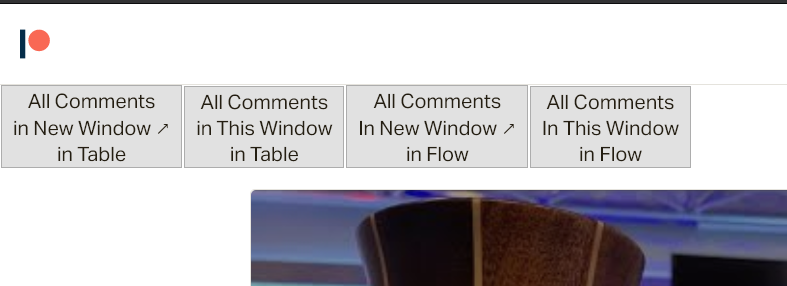 All Comments
in New Window ↗
in Table
All Comments
in This Window
in Table
All Comments
In New Window ↗
in Flow
All Comments
In This Window
in Flow